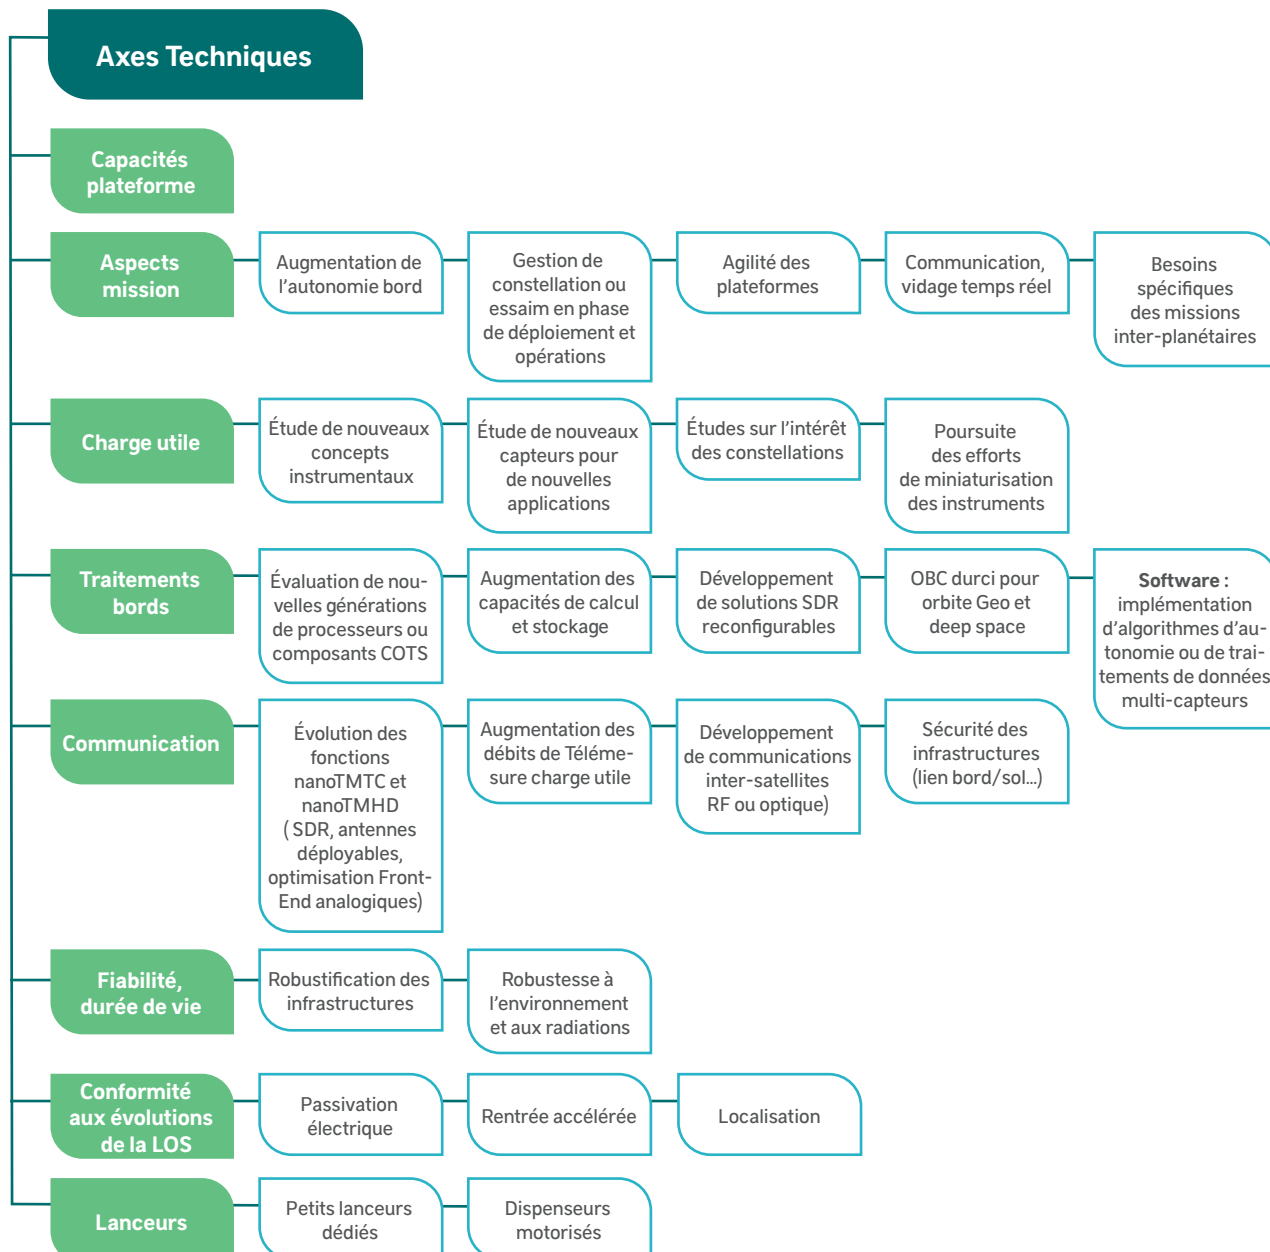 Axes Techniques
Capacités
plateforme
Aspects
mission
Augmentation de
l'autonomie bord
Gestion de
constellation ou
essaim en phase
de déploiement et
opérations
Agilité des
plateformes
Communication,
vidage temps réel
Besoins
spécifiques
des missions
inter-planétaires
Charge utile
Étude de nouveaux
concepts
instrumentaux
Étude de nouveaux
capteurs pour
de nouvelles
applications
Études sur l'intérêt
des constellations
Poursuite
des efforts
de miniaturisation
des instruments
Traitements
bords
Évaluation de nou-
velles générations
de processeurs ou
composants COTS
Augmentation des
capacités de calcul
et stockage
Développement
de solutions SDR
reconfigurables
OBC durci pour
orbite Geo et
deep space
Software :
implémentation
d'algorithmes d'au-
tonomie ou de trai-
tements de données
multi-capteurs
Communication
Évolution des
fonctions
nanoTMTC et
nanoTMHD
( SDR, antennes
déployables,
optimisation Front-
End analogiques)
Augmentation des
débits de Téléme-
sure charge utile
Développement
de communications
inter-satellites
RF ou optique)
Sécurité des
infrastructures
(lien bord/sol...)
Fiabilité,
durée de vie
Robustification des
infrastructures
Robustesse à
l'environnement
et aux radiations
Conformité
aux évolutions
de la LOS
Passivation
électrique
Rentrée accélérée
Localisation
Lanceurs
Petits lanceurs
dédiés
Dispenseurs
motorisés